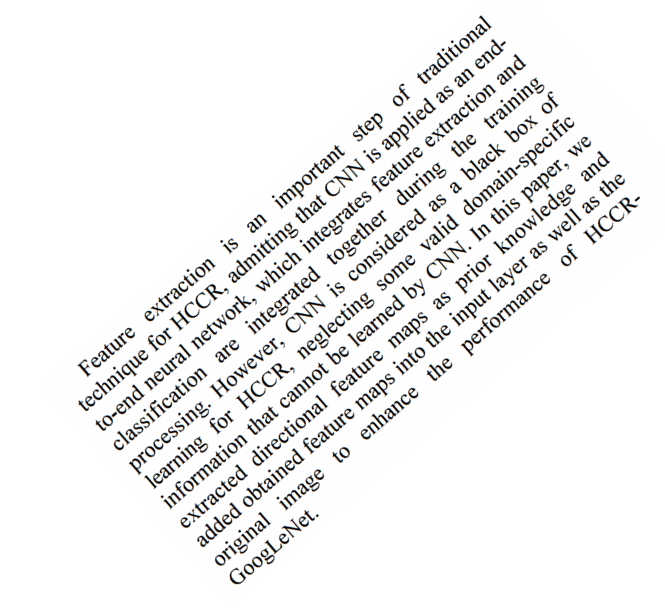 Feature extraction is an important step of traditional
technique for HCCR, admitting that CNN is applied as an end-
to-end neural network, which integrates feature extraction and
classification are integrated together during the training
processing. However, CNN is considered as a black box of
learning for HCCR, neglecting some valid domain-specific
information that cannot be learned by CNN. In this paper, we
extracted directional feature maps as prior knowledge and
added obtained feature maps into the input layer as well as the
original image to enhance the performance of HCCR-
GoogLeNet.